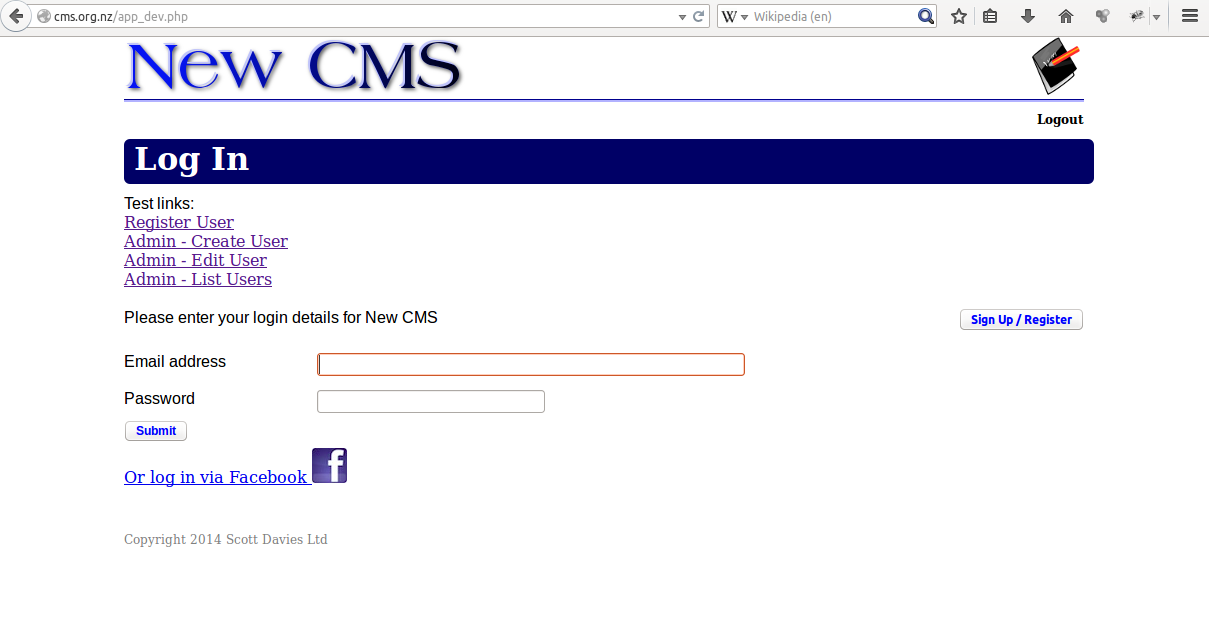 cms.org.nz/app_dev.php
W Wikipedia (en)
New CMS
Logout
Log In
Test links:
Register User
Admin - Create User
Admin - Edit User
Admin - List Users
Please enter your login details for New CMS
Sign Up / Register
Email address
Password
Submit
Or log in via Facebook f
Copyright 2014 Scott Davies Ltd